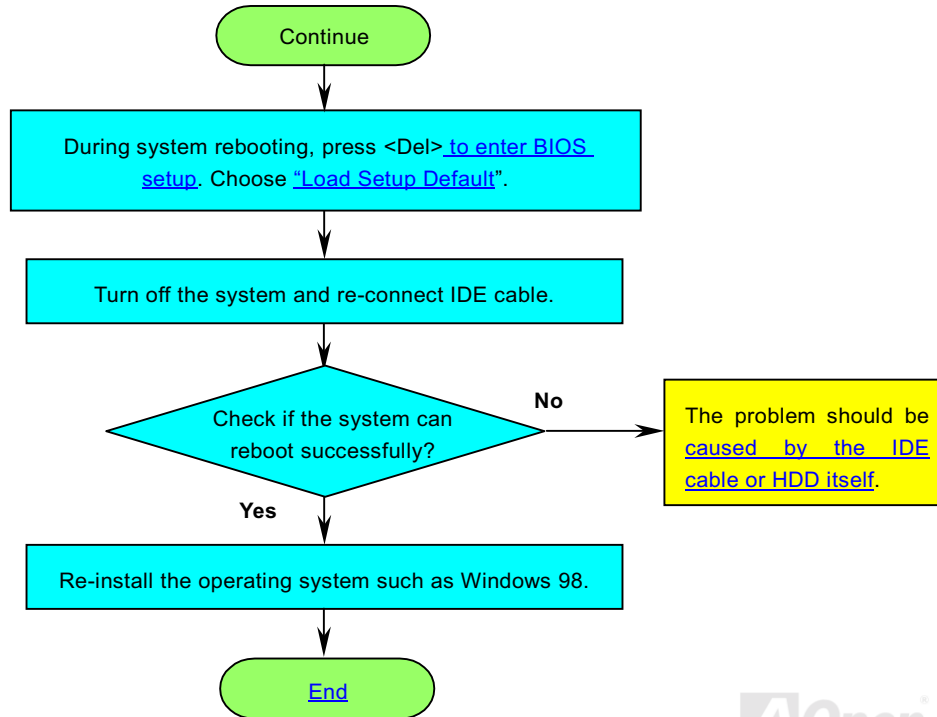 Continue
During system rebooting, press <Del> to enter BIOS
setup. Choose “Load Setup Default”.
Turn off the system and re-connect IDE cable.
Check if the system can
reboot successfully?
No
The problem should be
caused by the IDE
cable or HDD itself.
Yes
Re-install the operating system such as Windows 98.
End